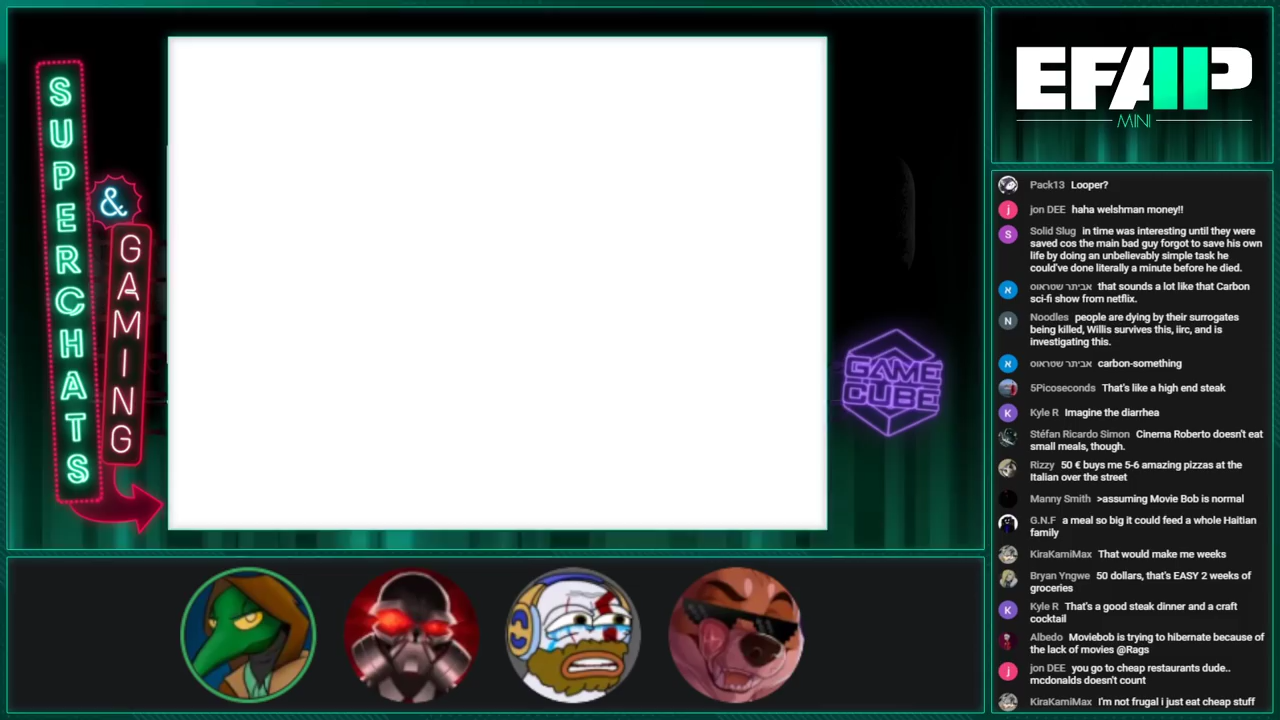 SUPERCHATS
&
GAMING
GAME
CUBE
EFAP
MINI
Pack13 Looper?
jon DEE haha welshman money!!
Solid Slug in time was interesting until they were
saved cos the main bad guy forgot to save his own
life by doing an unbelievably simple task he
could've done literally a minute before he died.
אביתר שטראוס that sounds a lot like that Carbon
sci-fi show from netflix.
Noodles people are dying by their surrogates
being killed, Willis survives this, iirc, and is
investigating this.
אביתר שטראוס carbon-something
5Picoseconds That's like a high end steak
Kyle R Imagine the diarrhea
Stéfan Ricardo Simon Cinema Roberto doesn't eat
small meals, though.
Rizzy 50 € buys me 5-6 amazing pizzas at the
Italian over the street
Manny Smith >assuming Movie Bob is normal
G.N.F a meal so big it could feed a whole Haitian
family
KiraKamiMax That would make me weeks
Bryan Yngwe 50 dollars, that's EASY 2 weeks of
groceries
Kyle R That's a good steak dinner and a craft
cocktail
Albedo Moviebob is trying to hibernate because of
the lack of movies @Rags
jon DEE you go to cheap restaurants dude..
mcdonalds doesn't count
KiraKamiMax I'm not frugal i just eat cheap stuff